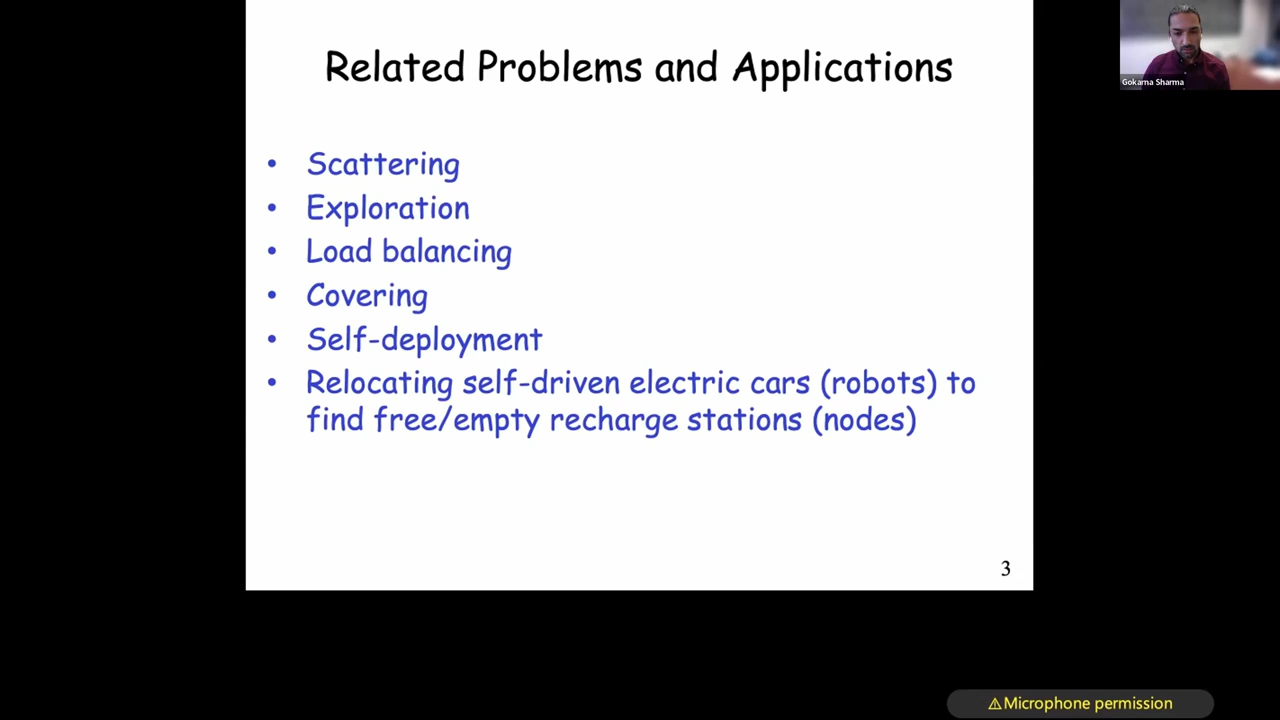 Related Problems and Applications
Gokarna Sharma
• Scattering
• Exploration
• Load balancing
• Covering
• Self-deployment
• Relocating self-driven electric cars (robots) to
find free/empty recharge stations (nodes)
3
⚠Microphone permission